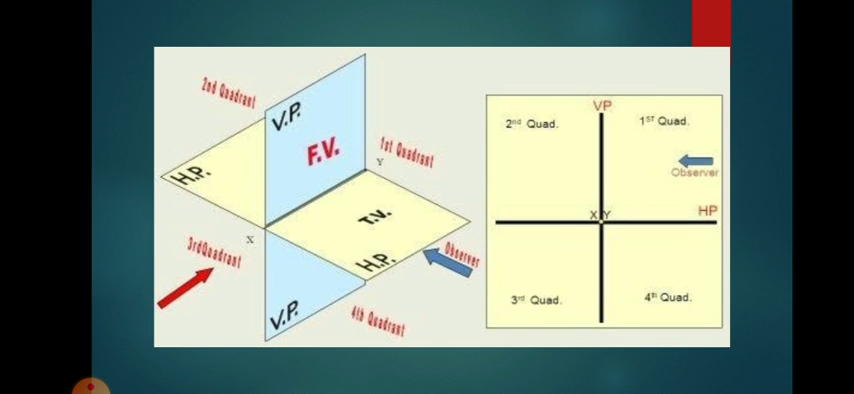 2nd Quadrant
V.P.
F.V.
1st Quadrant
Y
H.P.
T.V.
X
3rdQuadrant
H.P.
Observer
V.P.
4th Quadrant
VP
2nd Quad.
1ST Quad.
Observer
X Y
HP
3rd Quad.
4th Quad.